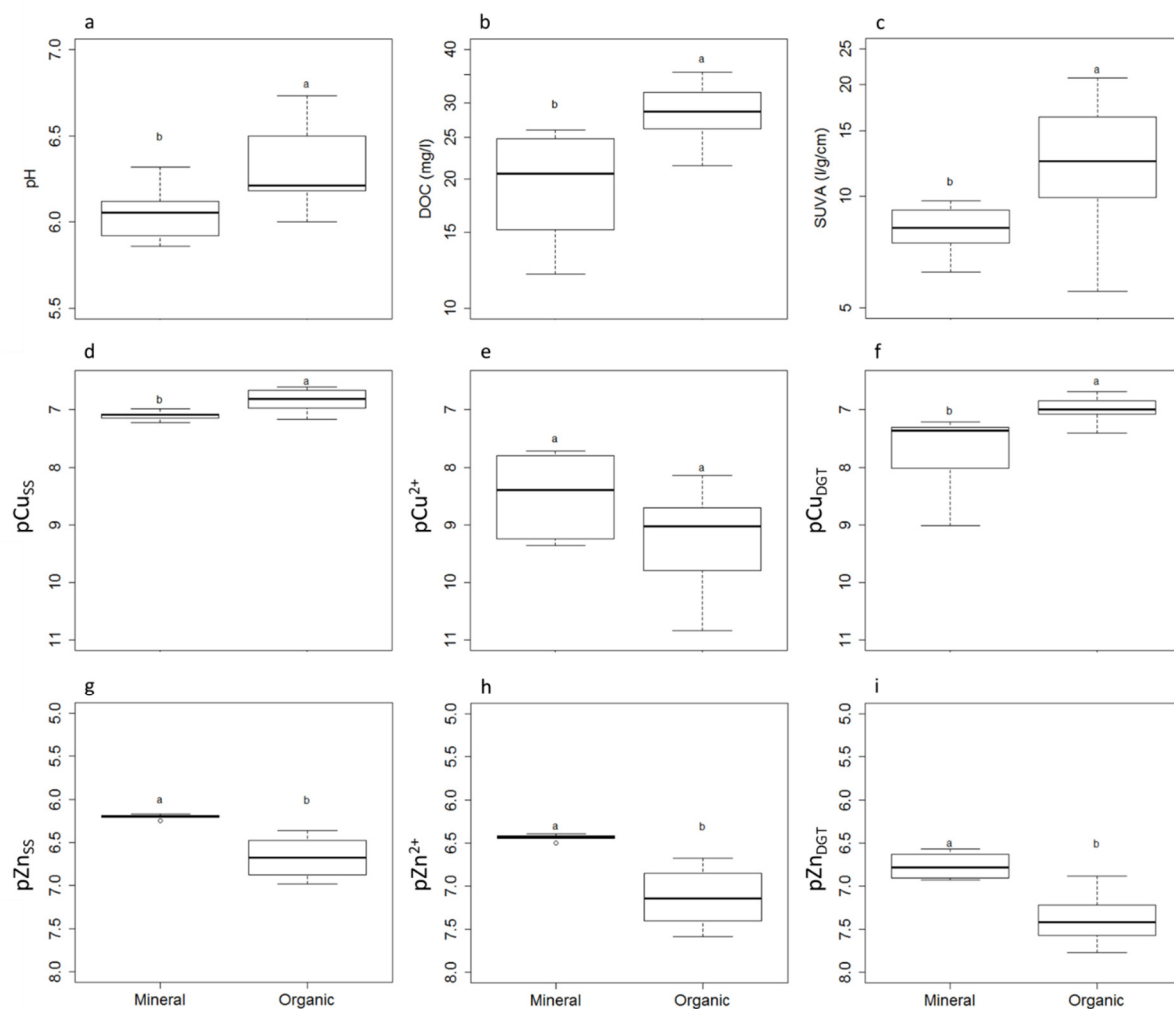 a
pH
7.0
6.5
6.0
5.5
b
a
b
DOC (mg/l)
40
30
25
20
15
10
b
a
c
SUVA (l/g/cm)
25
20
15
10
5
b
a
d
pCuSS
7
8
9
10
11
b
a
e
pCu2+
7
8
9
10
11
a
a
f
pCuDGT
7
8
9
10
11
b
a
g
pZnSS
5.0
5.5
6.0
6.5
7.0
7.5
8.0
a
b
Mineral Organic
h
pZn2+
5.0
5.5
6.0
6.5
7.0
7.5
8.0
a
b
Mineral Organic
i
pZnDGT
5.0
5.5
6.0
6.5
7.0
7.5
8.0
a
b
Mineral Organic